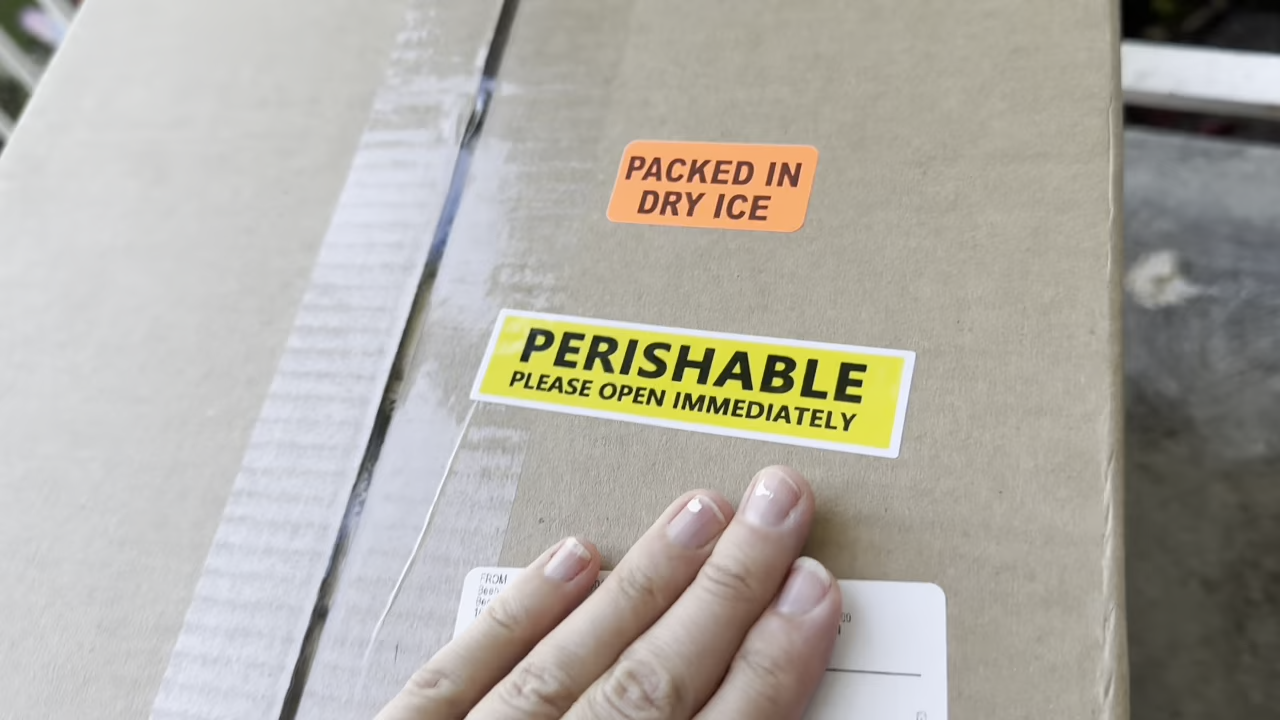 PACKED IN
DRY ICE
PERISHABLE
PLEASE OPEN IMMEDIATELY
FROM